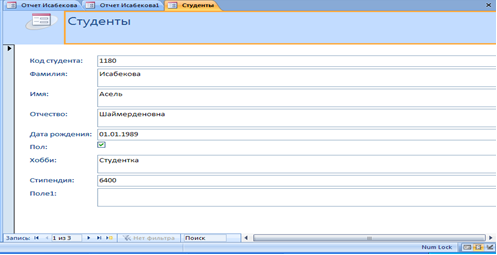 Отчет Исабекова Отчет Исабекова1 Студенты
Студенты
Код студента: 1180
Фамилия: Исабекова
Имя: Асель
Отчество: Шаймерденовна
Дата рождения: 01.01.1989
Пол:
Хобби: Студентка
Стипендия: 6400
Поле1:
Запись: 1 из 3 Нет фильтра Поиск
Num Lock